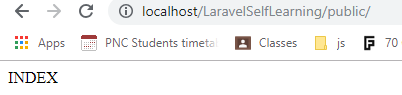 localhost/LaravelSelfLearning/public/
Apps PNC Students timetal Classes js 70
INDEX